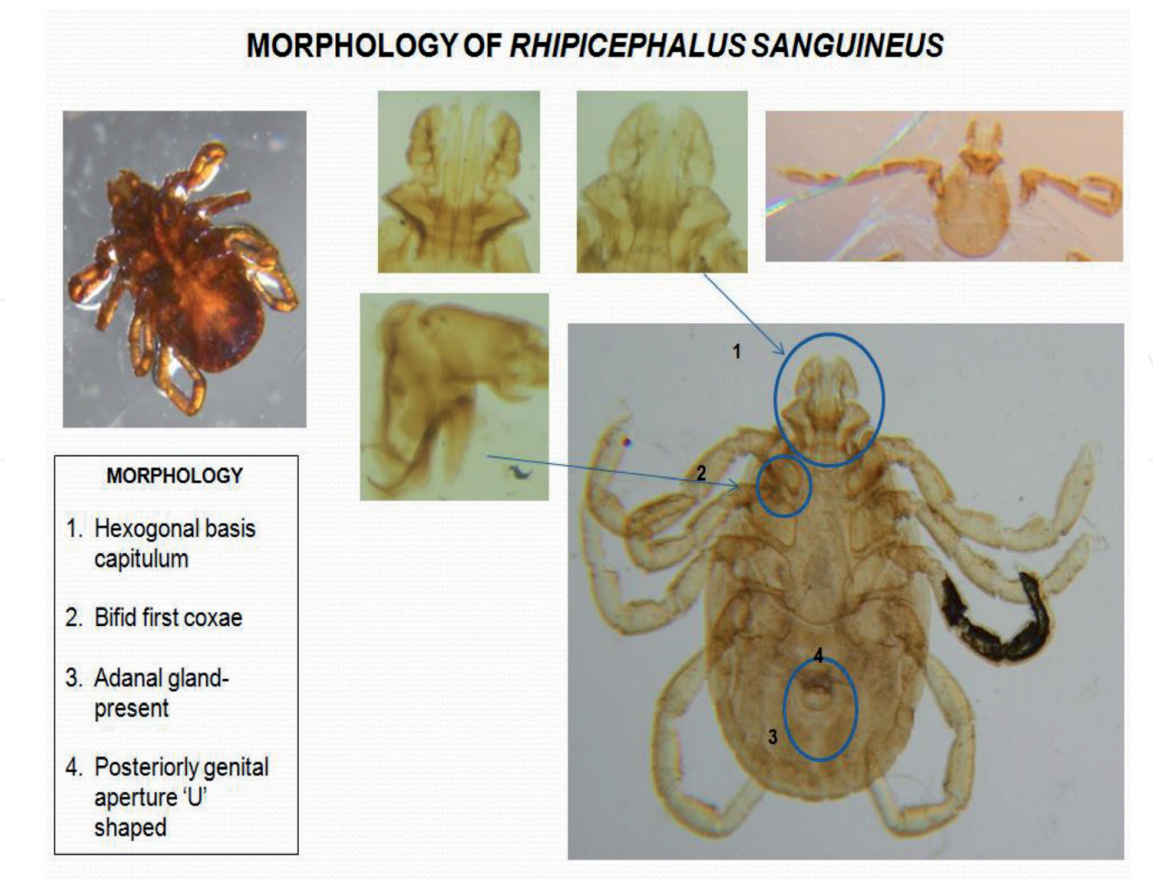 MORPHOLOGY OF RHIPICEPHALUS SANGUINEUS
1
2
4
3
MORPHOLOGY
1. Hexogonal basis
capitulum
2. Bifid first coxae
3. Adanal gland-
present
4. Posteriorly genital
aperture ‘U’
shaped